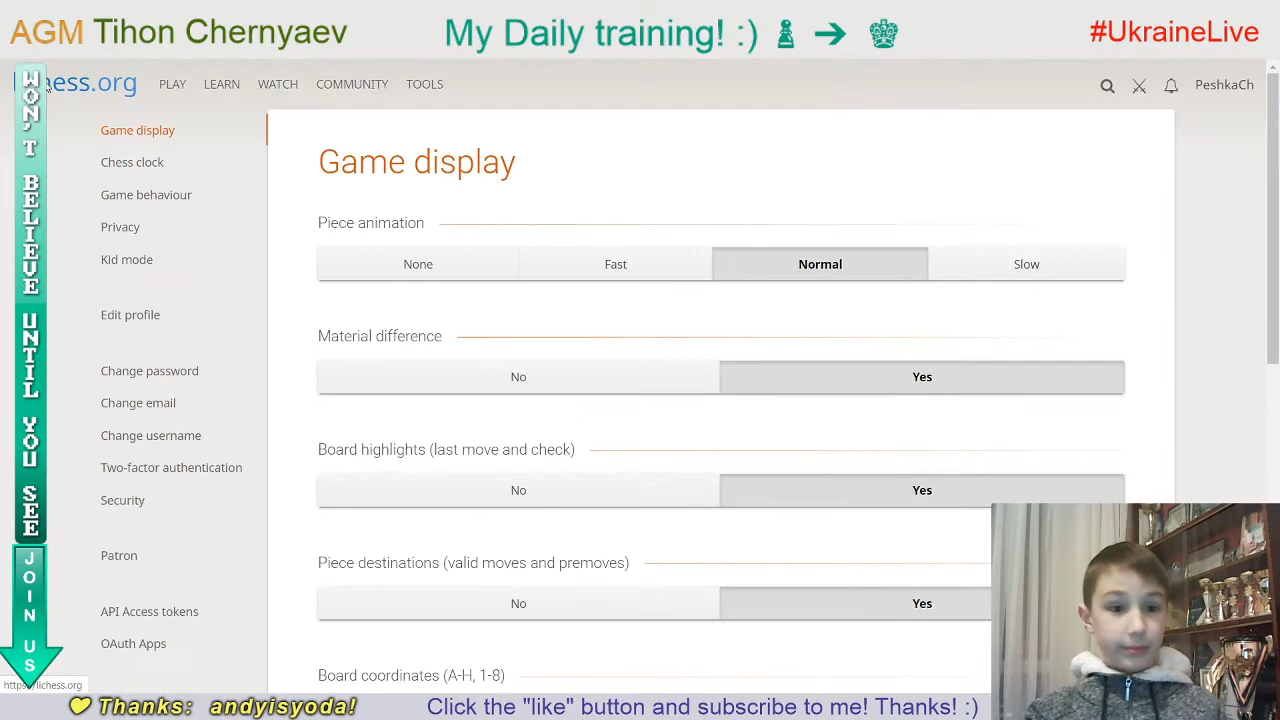 AGM Tihon Chernyaev
My Daily training! :)
#UkraineLive
chess.org
PLAY
LEARN
WATCH
COMMUNITY
TOOLS
PeshkaCh
WON'T BELIEVE UNTIL YOU SEE
JOIN US
Game display
Chess clock
Game behaviour
Privacy
Kid mode
Edit profile
Change password
Change email
Change username
Two-factor authentication
Security
Patron
API Access tokens
OAuth Apps
Game display
Piece animation
None
Fast
Normal
Slow
Material difference
No
Yes
Board highlights (last move and check)
No
Yes
Piece destinations (valid moves and premoves)
No
Yes
Board coordinates (A-H, 1-8)
https://lichess.org
Thanks: andyisyoda!
Click the "like" button and subscribe to me! Thanks! :)